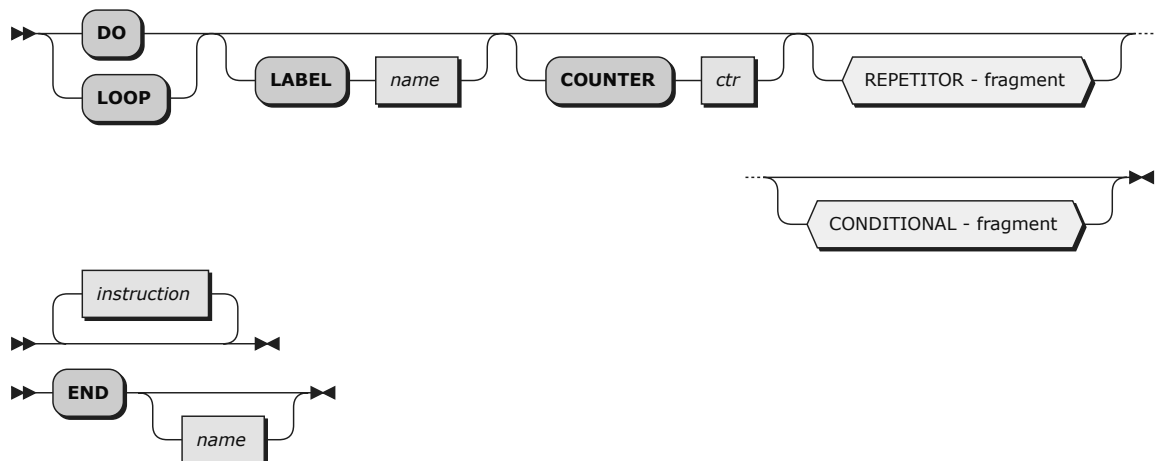 DO
LOOP
LABEL name COUNTER ctr REPETITOR - fragment
CONDITIONAL - fragment
instruction
END
name